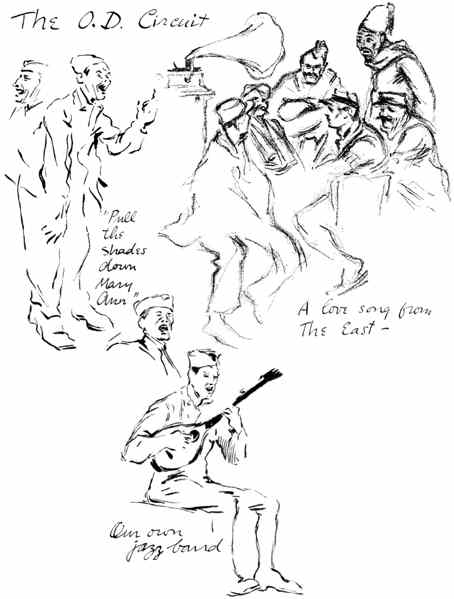 The O.D. Circuit
"Pull
the
shades
down
Mary
Ann"
A love song from
The East —
Our own
jazz band